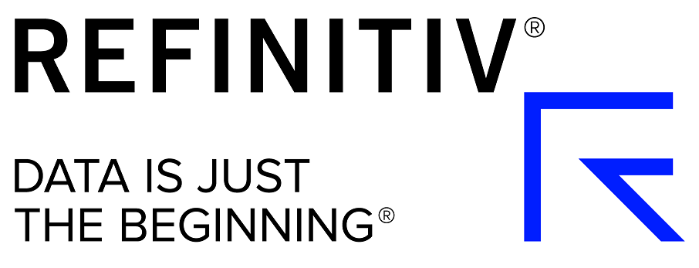 REFINITIV®
DATA IS JUST
THE BEGINNING®